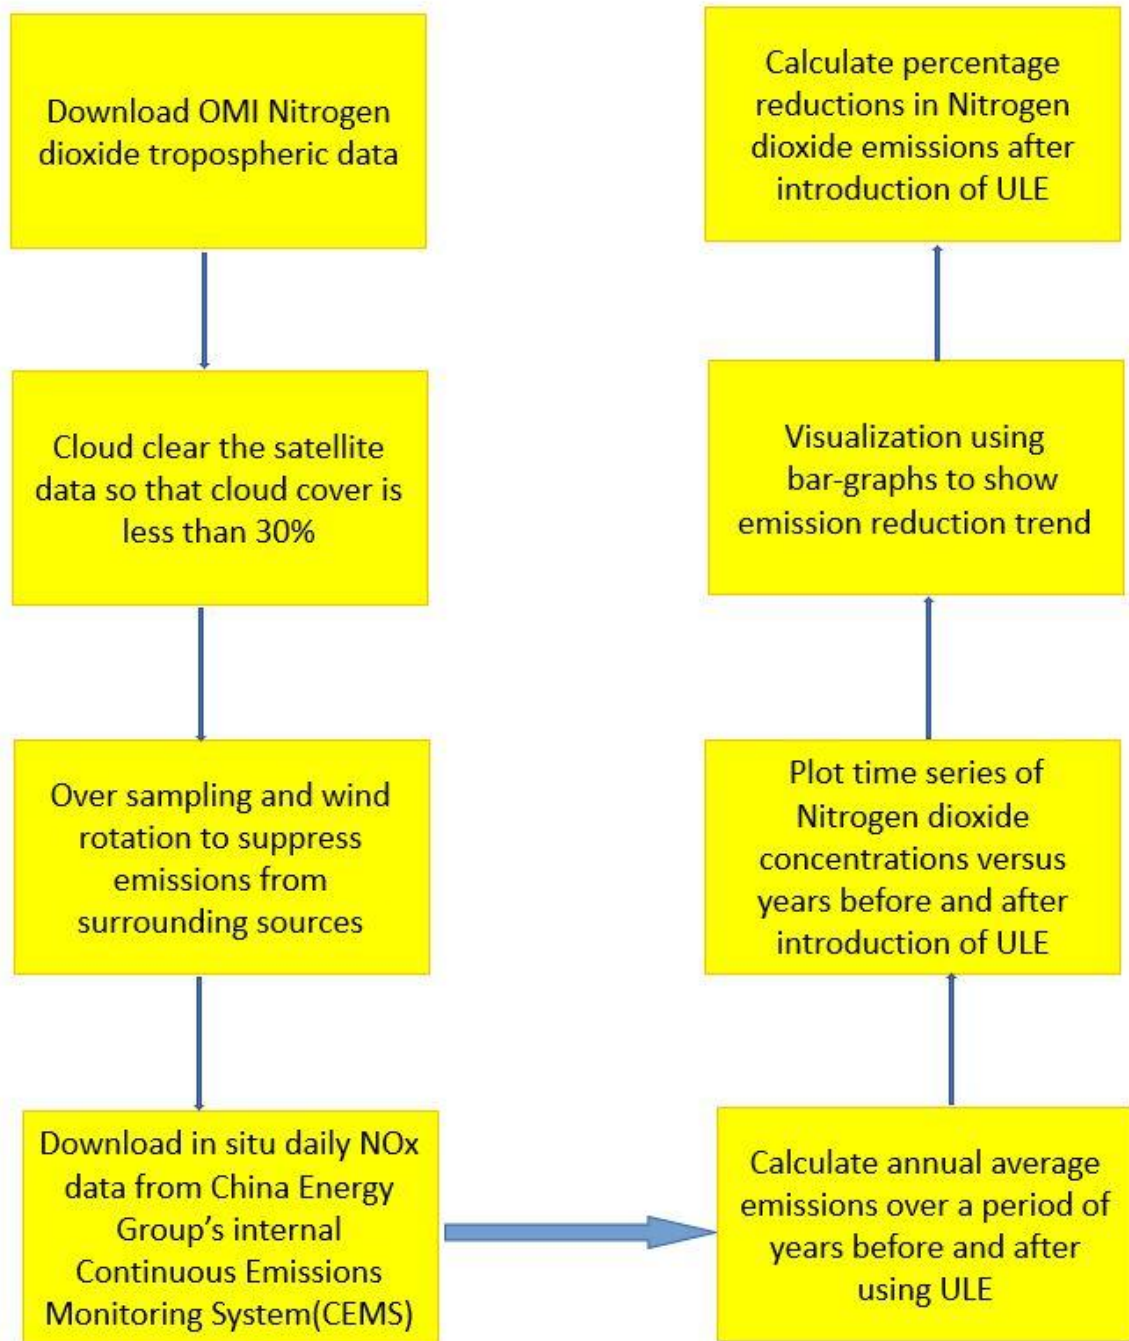 Download OMI Nitrogen
dioxide tropospheric data
Cloud clear the satellite
data so that cloud cover is
less than 30%
Over sampling and wind
rotation to suppress
emissions from
surrounding sources
Download in situ daily NOx
data from China Energy
Group’s internal
Continuous Emissions
Monitoring System(CEMS)
Calculate annual average
emissions over a period of
years before and after
using ULE
Plot time series of
Nitrogen dioxide
concentrations versus
years before and after
introduction of ULE
Visualization using
bar-graphs to show
emission reduction trend
Calculate percentage
reductions in Nitrogen
dioxide emissions after
introduction of ULE